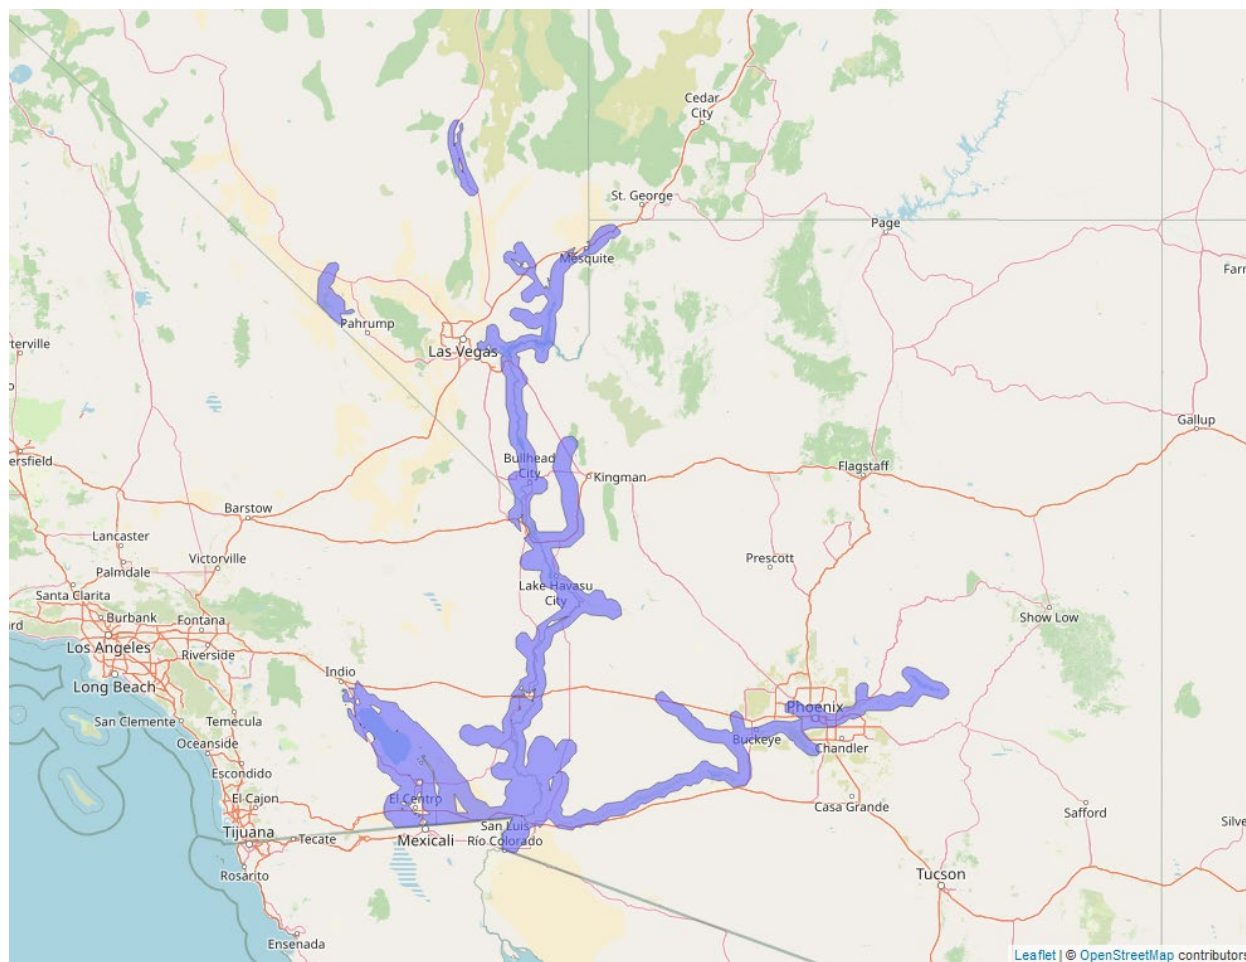 Cedar
City
St. George
Page
Mesquite
Farr
Pahrump
terville
Las Vegas
Gallup
ersfield
Bullhead
City
Kingman
Flagstaff
Barstow
Lancaster
Victorville
Prescott
Palmdale
Lake Havasu
City
Santa Clarita
Burbank
Fontana
Show Low
ard
Los Angeles
Riverside
Indio
Long Beach
San Clemente
Temecula
Phoenix
Oceanside
Buckeye
Chandler
Escondido
El Centro
El Cajon
Casa Grande
Safford
Silve
Tijuana
Tecate
Mexicali
San Luis
Río Colorado
Rosarito
Tucson
Ensenada
Leaflet | © OpenStreetMap contributors